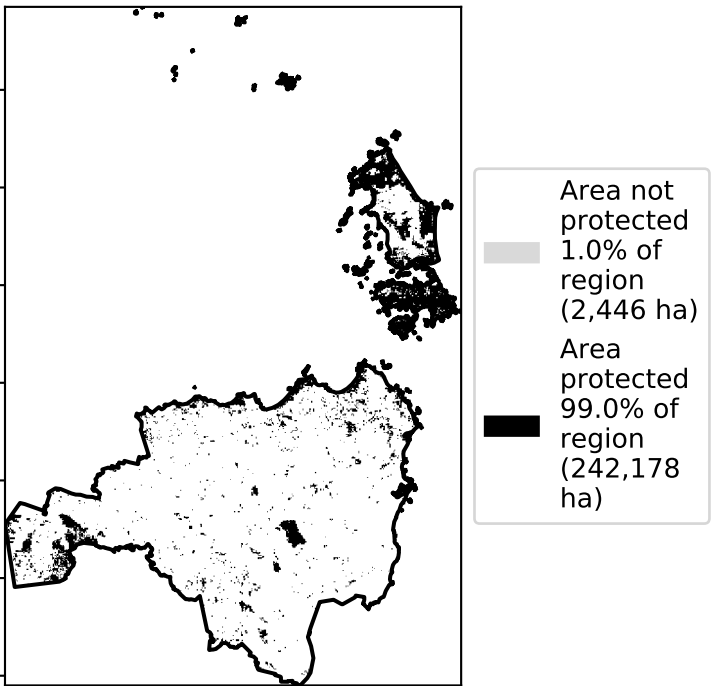 Area not
protected
1.0% of
region
(2,446 ha)
Area
protected
99.0% of
region
(242,178
ha)